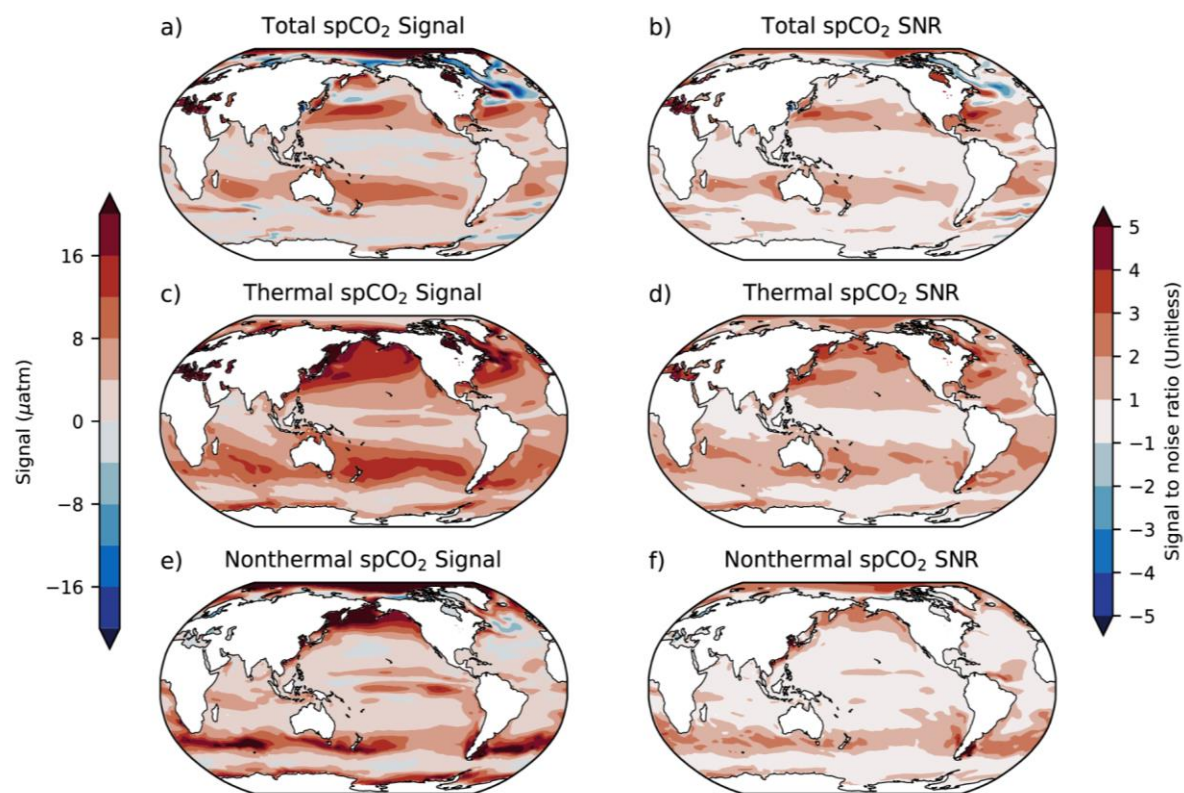 a) Total spCO₂ Signal
b) Total spCO₂ SNR
c) Thermal spCO₂ Signal
d) Thermal spCO₂ SNR
e) Nonthermal spCO₂ Signal
f) Nonthermal spCO₂ SNR
Signal (μatm)
16
8
0
−8
−16
Signal to noise ratio (Unitless)
5
4
3
2
1
−1
−2
−3
−4
−5